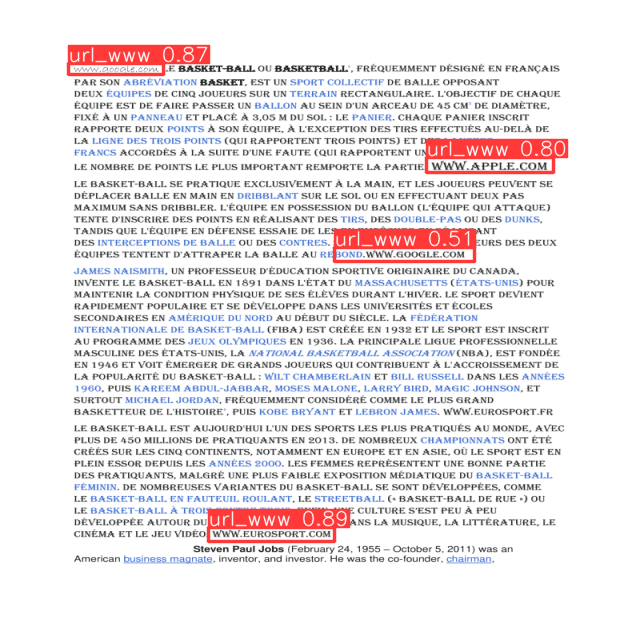 url_www 0.87
www.google.com LE BASKET-BALL OU BASKETBALL, FRÉQUEMMENT DÉSIGNÉ EN FRANÇAIS
PAR SON ABRÉVIATION BASKET, EST UN SPORT COLLECTIF DE BALLE OPPOSANT
DEUX ÉQUIPES DE CINQ JOUEURS SUR UN TERRAIN RECTANGULAIRE. L'OBJECTIF DE CHAQUE
ÉQUIPE EST DE FAIRE PASSER UN BALLON AU SEIN D'UN ARCEAU DE 45 CM DE DIAMÈTRE,
FIXÉ À UN PANNEAU ET PLACÉ À 3,05 M DU SOL : LE PANIER. CHAQUE PANIER INSCRIT
RAPPORTE DEUX POINTS À SON ÉQUIPE, À L'EXCEPTION DES TIRS EFFECTUÉS AU-DELÀ DE
LA LIGNE DES TROIS POINTS (QUI RAPPORTENT TROIS POINTS) ET
url_www 0.80
FRANCS ACCORDÉS À LA SUITE D'UNE FAUTE (QUI RAPPORTENT
LE NOMBRE DE POINTS LE PLUS IMPORTANT REMPORTE LA PARTIE. WWW.APPLE.COM
LE BASKET-BALL SE PRATIQUE EXCLUSIVEMENT À LA MAIN, ET LES JOUEURS PEUVENT SE
DÉPLACER BALLE EN MAIN EN DRIBBLANT SUR LE SOL OU EN EFFECTUANT DEUX PAS
MAXIMUM SANS DRIBBLER. L'ÉQUIPE EN POSSESSION DU BALLON (L'ÉQUIPE QUI ATTAQUE)
TENTE D'INSCRIRE DES POINTS EN RÉALISANT DES TIRS, DES DOUBLE-PAS OU DES DUNKS,
TANDIS QUE L'ÉQUIPE EN DÉFENSE ESSAIE DE
url_www 0.51
DES INTERCEPTIONS DE BALLE OU DES CONTRES. DES DEUX
ÉQUIPES TENTENT D'ATTRAPER LA BALLE AU REBOND.WWW.GOOGLE.COM
JAMES NAISMITH, UN PROFESSEUR D'ÉDUCATION SPORTIVE ORIGINAIRE DU CANADA,
INVENTE LE BASKET-BALL EN 1891 DANS L'ÉTAT DU MASSACHUSETTS (ÉTATS-UNIS) POUR
MAINTENIR LA CONDITION PHYSIQUE DE SES ÉLÈVES DURANT L'HIVER. LE SPORT DEVIENT
RAPIDEMENT POPULAIRE ET SE DÉVELOPPE DANS LES UNIVERSITÉS ET ÉCOLES
SECONDAIRES EN AMÉRIQUE DU NORD AU DÉBUT DU SIÈCLE. LA FÉDÉRATION
INTERNATIONALE DE BASKET-BALL (FIBA) EST CRÉÉE EN 1932 ET LE SPORT EST INSCRIT
AU PROGRAMME DES JEUX OLYMPIQUES EN 1936. LA PRINCIPALE LIGUE PROFESSIONNELLE
MASCULINE DES ÉTATS-UNIS, LA NATIONAL BASKETBALL ASSOCIATION (NBA), EST FONDÉE
EN 1946 ET VOIT ÉMERGER DE GRANDS JOUEURS QUI CONTRIBUENT À L'ACCROISSEMENT DE
LA POPULARITÉ DU BASKET-BALL : WILT CHAMBERLAIN ET BILL RUSSELL DANS LES ANNÉES
1960, PUIS KAREEM ABDUL-JABBAR, MOSES MALONE, LARRY BIRD, MAGIC JOHNSON, ET
SURTOUT MICHAEL JORDAN, FRÉQUEMMENT CONSIDÉRÉ COMME LE PLUS GRAND
BASKETTEUR DE L'HISTOIRE, PUIS KOBE BRYANT ET LEBRON JAMES. WWW.EUROSPORT.FR
LE BASKET-BALL EST AUJOURD'HUI L'UN DES SPORTS LES PLUS PRATIQUÉS AU MONDE, AVEC
PLUS DE 450 MILLIONS DE PRATIQUANTS EN 2013. DE NOMBREUX CHAMPIONNATS ONT ÉTÉ
CRÉÉS SUR LES CINQ CONTINENTS, NOTAMMENT EN EUROPE ET EN ASIE, OÙ LE SPORT EST EN
PLEIN ESSOR DEPUIS LES ANNÉES 2000. LES FEMMES REPRÉSENTENT UNE BONNE PARTIE
DES PRATIQUANTS, MALGRÉ UNE PLUS FAIBLE EXPOSITION MÉDIATIQUE DU BASKET-BALL
FÉMININ. DE NOMBREUSES VARIANTES DU BASKET-BALL SE SONT DÉVELOPPÉES, COMME
LE BASKET-BALL EN FAUTEUIL ROULANT, LE STREETBALL (« BASKET-BALL DE RUE ») OU
LE BASKET-BALL À TROIS CONTRE TROIS. ENFIN UNE CULTURE S'EST PEU À PEU
url_www 0.89
DÉVELOPPÉE AUTOUR DU DANS LA MUSIQUE, LA LITTÉRATURE, LE
CINÉMA ET LE JEU VIDÉO WWW.EUROSPORT.COM
Steven Paul Jobs (February 24, 1955 – October 5, 2011) was an
American business magnate, inventor, and investor. He was the co-founder, chairman,